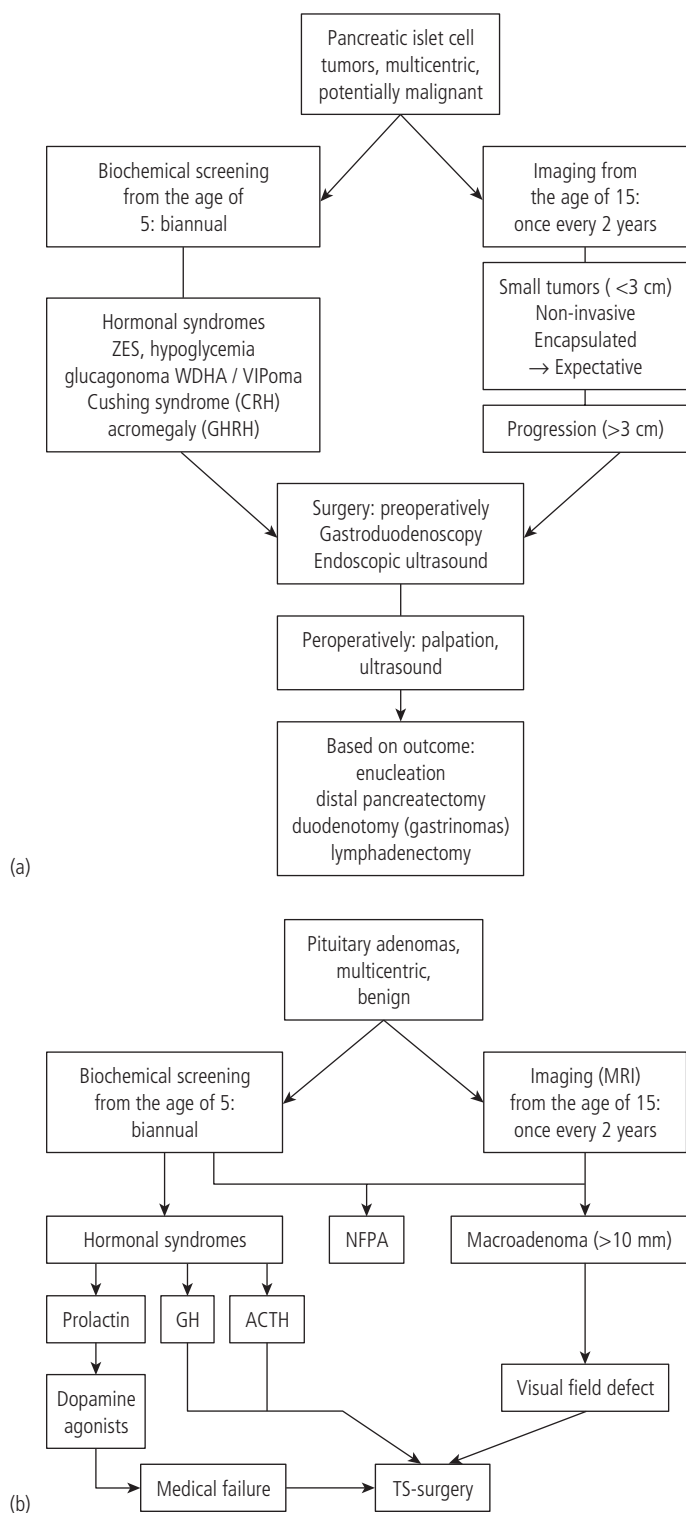 Pancreatic islet cell
tumors, multicentric,
potentially malignant
Biochemical screening
from the age of
5: biannual
Imaging from
the age of 15:
once every 2 years
Hormonal syndromes
ZES, hypoglycemia
glucagonoma WDHA / VIPoma
Cushing syndrome (CRH)
acromegaly (GHRH)
Small tumors ( <3 cm)
Non-invasive
Encapsulated
→ Expectative
Progression (>3 cm)
Surgery: preoperatively
Gastroduodenoscopy
Endoscopic ultrasound
Peroperatively: palpation,
ultrasound
Based on outcome:
enucleation
distal pancreatectomy
duodenotomy (gastrinomas)
lymphadenectomy
(a)
Pituitary adenomas,
multicentric,
benign
Biochemical screening
from the age of 5:
biannual
Imaging (MRI)
from the age of 15:
once every 2 years
Hormonal syndromes
NFPA
Macroadenoma (>10 mm)
Prolactin
GH
ACTH
Dopamine
agonists
Visual field defect
Medical failure
TS-surgery
(b)